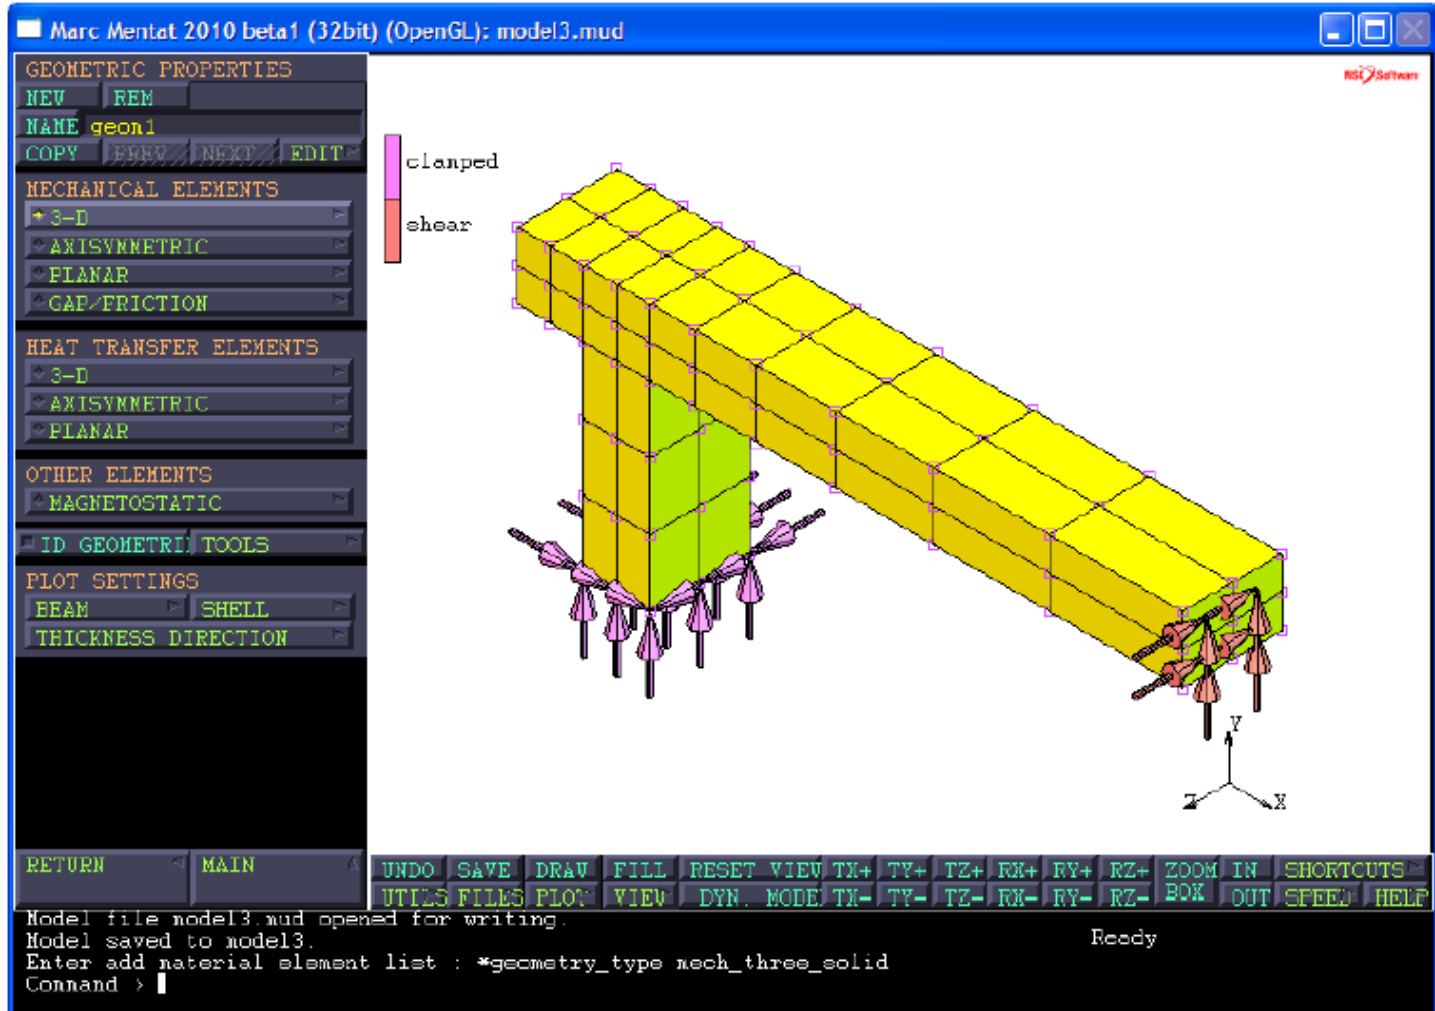 Marc Mentat 2010 beta1 (32bit) (OpenGL): model3.mud
GEOMETRIC PROPERTIES
NEW REM
NAME geom1
COPY PREV NEXT EDIT
MECHANICAL ELEMENTS
3-D
AXISYMMETRIC
PLANAR
GAP/FRICTION
HEAT TRANSFER ELEMENTS
3-D
AXISYMMETRIC
PLANAR
OTHER ELEMENTS
MAGNETOSTATIC
ID GEOMETRI TOOLS
PLOT SETTINGS
BEAM SHELL
THICKNESS DIRECTION
RETURN MAIN
clamped
shear
MSC Software
Y
Z X
UNDO SAVE DRAW FILL RESET VIEW TX+ TY+ TZ+ RX+ RY+ RZ+ ZOOM IN SHORTCUTS
UTILS FILES PLOT VIEW DYN. MODE TX- TY- TZ- RX- RY- RZ- BOX OUT SPEED HELP
Model file model3.mud opened for writing.
Model saved to model3.
Ready
Enter add material element list : *geometry_type mech_three_solid
Command >